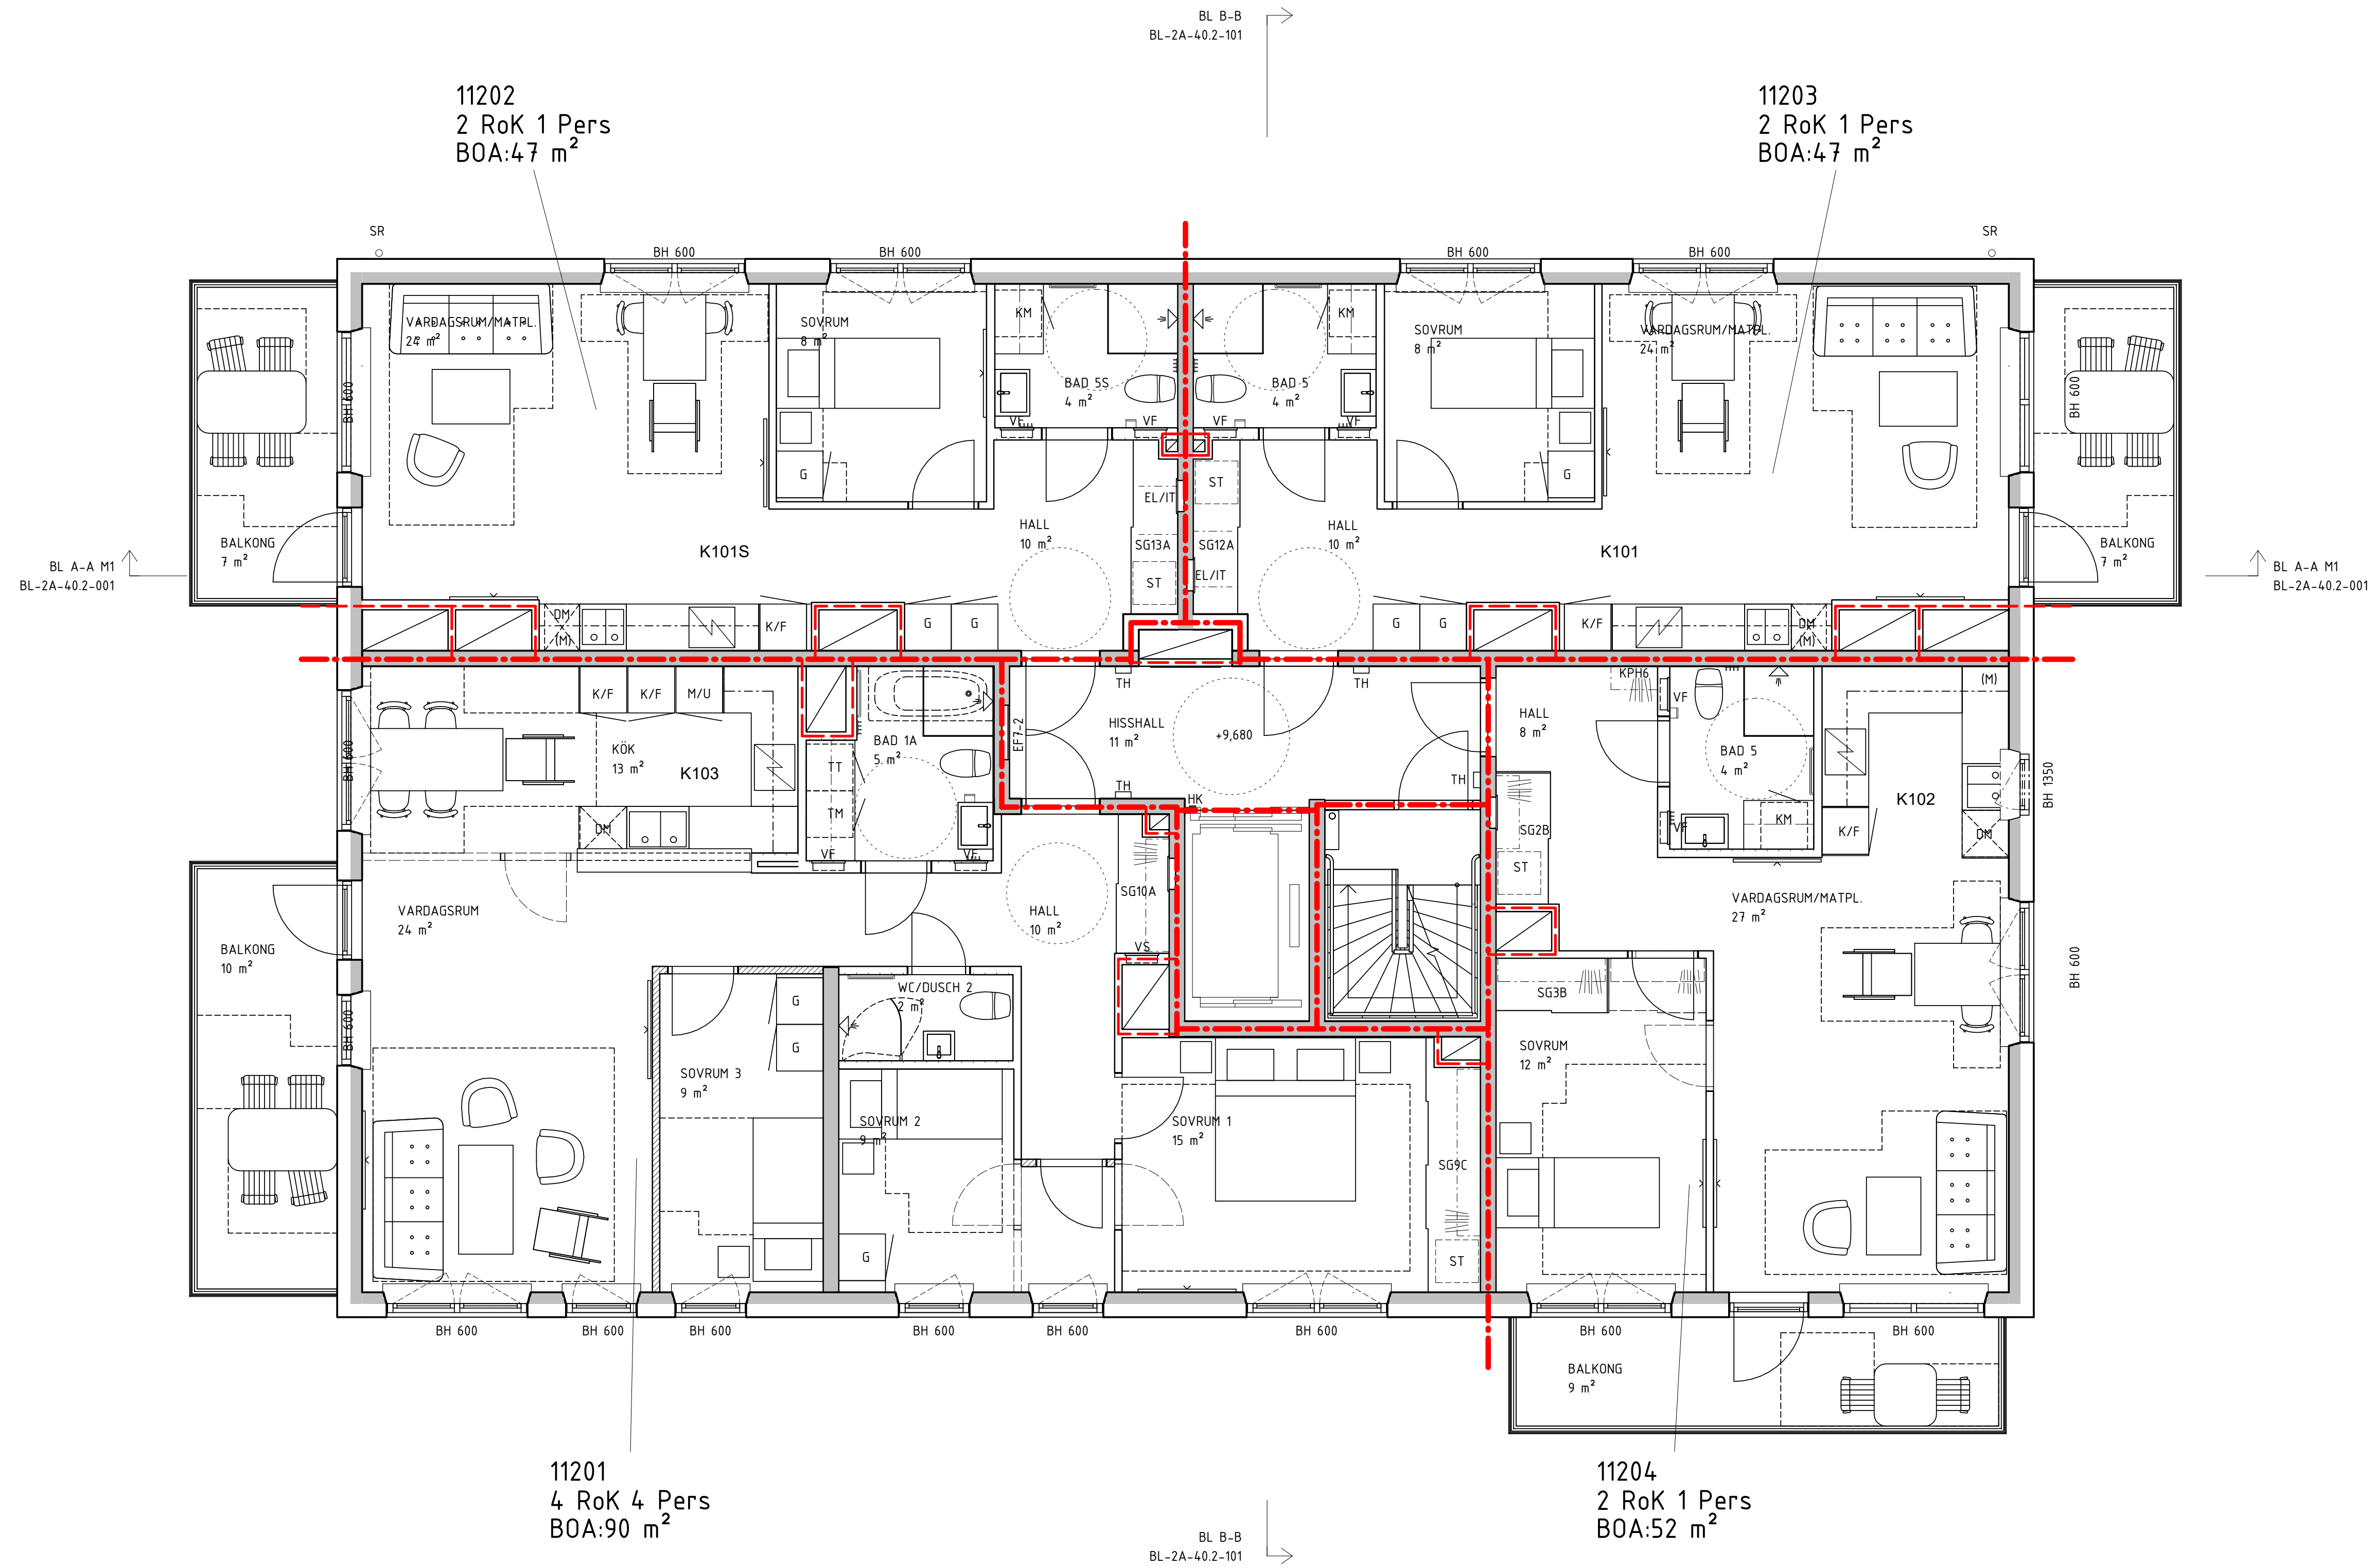 BL B-B
BL-2A-40.2-101
11202
2 RoK 1 Pers
BOA:47 m²
11203
2 RoK 1 Pers
BOA:47 m²
SR
SR
BH 600
BH 600
BH 600
BH 600
VARDAGSRUM/MATPL.
24 m²
SOVRUM
8 m²
KM
KM
SOVRUM
8 m²
VARDAGSRUM/MATPL.
24 m²
BAD 5S
4 m²
BAD 5
4 m²
BH 600
BH 600
VF
VF
VF
VF
G
G
EL/IT
ST
HALL
10 m²
HALL
10 m²
SG13A
SG12A
BALKONG
7 m²
K101S
K101
BALKONG
7 m²
BL A-A M1
BL-2A-40.2-001
BL A-A M1
BL-2A-40.2-001
ST
EL/IT
DM
(M)
K/F
G
G
G
G
K/F
DM
(M)
K/F
K/F
M/U
TH
TH
KPH6
VF
(M)
KÖK
13 m²
K103
BAD 1A
5 m²
EF7-2
HISSHALL
11 m²
+9,680
HALL
8 m²
BAD 5
4 m²
BH 600
TT
TM
TH
HK
TH
K102
BH 1350
DM
VF
VF
SG2B
VF
KM
K/F
DM
ST
VARDAGSRUM
24 m²
HALL
10 m²
SG10A
VARDAGSRUM/MATPL.
27 m²
BALKONG
10 m²
VS
BH 600
WC/DUSCH 2
2 m²
SG3B
G
G
BH 600
SOVRUM 3
9 m²
SOVRUM
12 m²
SOVRUM 2
9 m²
SOVRUM 1
15 m²
SG9C
G
ST
BH 600
BH 600
BH 600
BH 600
BH 600
BH 600
BH 600
BH 600
BALKONG
9 m²
11201
4 RoK 4 Pers
BOA:90 m²
11204
2 RoK 1 Pers
BOA:52 m²
BL B-B
BL-2A-40.2-101